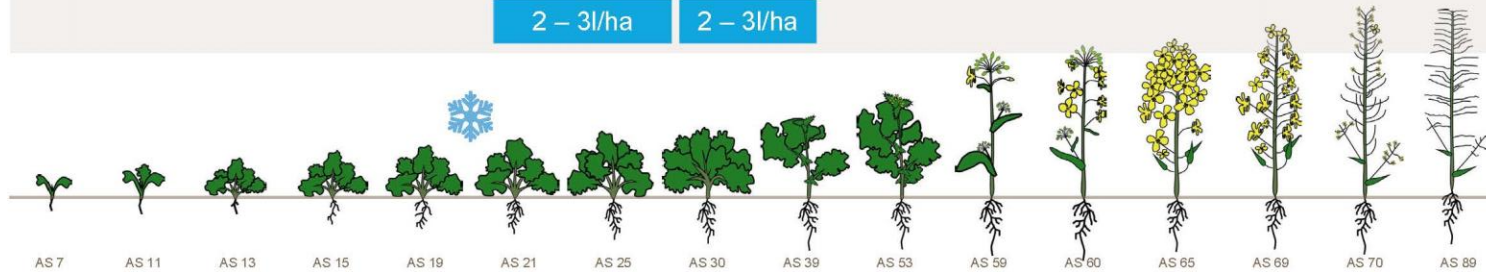 2 – 3l/ha 2 – 3l/ha
AS 7 AS 11 AS 13 AS 15 AS 19 AS 21 AS 25 AS 30 AS 39 AS 53 AS 59 AS 60 AS 65 AS 69 AS 70 AS 89